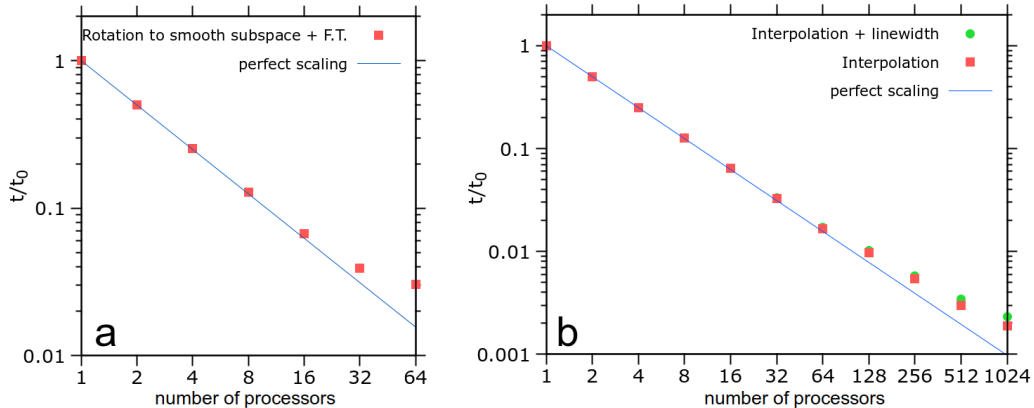 Rotation to smooth subspace + F.T.
perfect scaling
1
0.1
0.01
t/t0
a
1 2 4 8 16 32 64
number of processors
Interpolation + linewidth
Interpolation
perfect scaling
1
0.1
0.01
0.001
t/t0
b
1 2 4 8 16 32 64 128 256 512 1024
number of processors